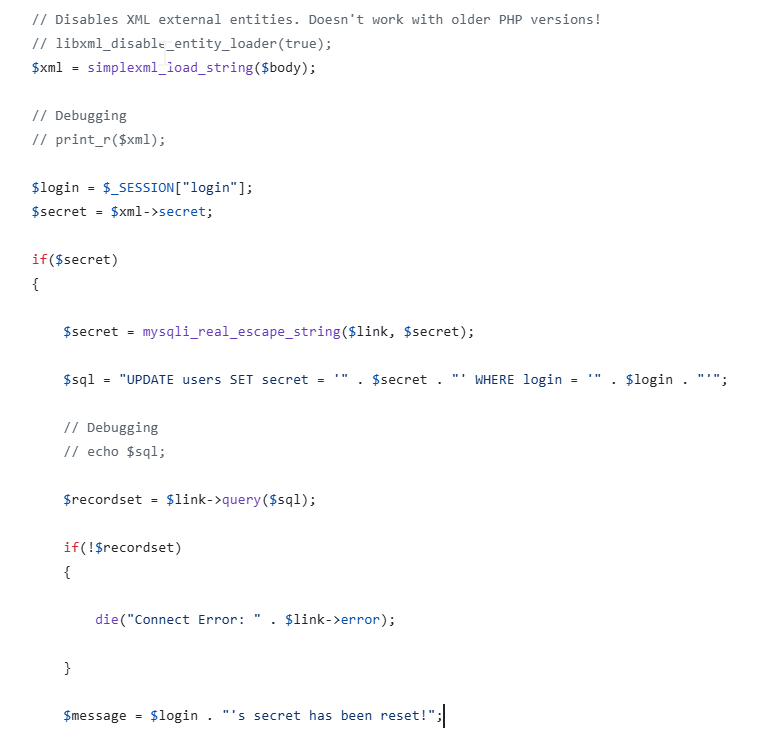 // Disables XML external entities. Doesn't work with older PHP versions!
// libxml_disable_entity_loader(true);
$xml = simplexml_load_string($body);
// Debugging
// print_r($xml);
$login = $_SESSION["login"];
$secret = $xml->secret;
if($secret)
{
$secret = mysqli_real_escape_string($link, $secret);
$sql = "UPDATE users SET secret = '" . $secret . "' WHERE login = '" . $login . "'";
// Debugging
// echo $sql;
$recordset = $link->query($sql);
if(!$recordset)
{
die("Connect Error: " . $link->error);
}
$message = $login . "'s secret has been reset!";